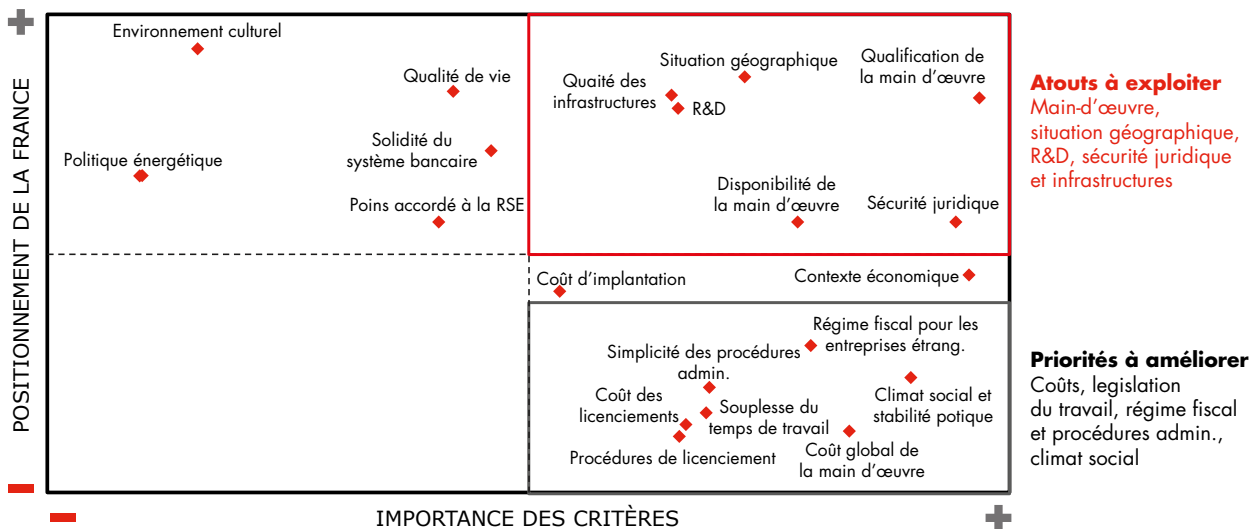 POSITIONNEMENT DE LA FRANCE
Environnement culturel
Qualité de vie
Politique énergétique
Solidité du
système bancaire
Poins accordé à la RSE
Situation géographique
Quaité des
infrastructures
R&D
Qualification de
la main d'œuvre
Disponibilité de
la main d'œuvre
Sécurité juridique
Atouts à exploiter
Main-d'œuvre,
situation géographique,
R&D, sécurité juridique
et infrastructures
Coût d'implantation
Contexte économique
Régime fiscal pour les
entreprises étrang.
Simplicité des procédures
admin.
Climat social et
stabilité potique
Coût des
licenciements
Souplesse du
temps de travail
Procédures de licenciement
Coût global de
la main d'œuvre
Priorités à améliorer
Coûts, legislation
du travail, régime fiscal
et procédures admin.,
climat social
IMPORTANCE DES CRITÈRES